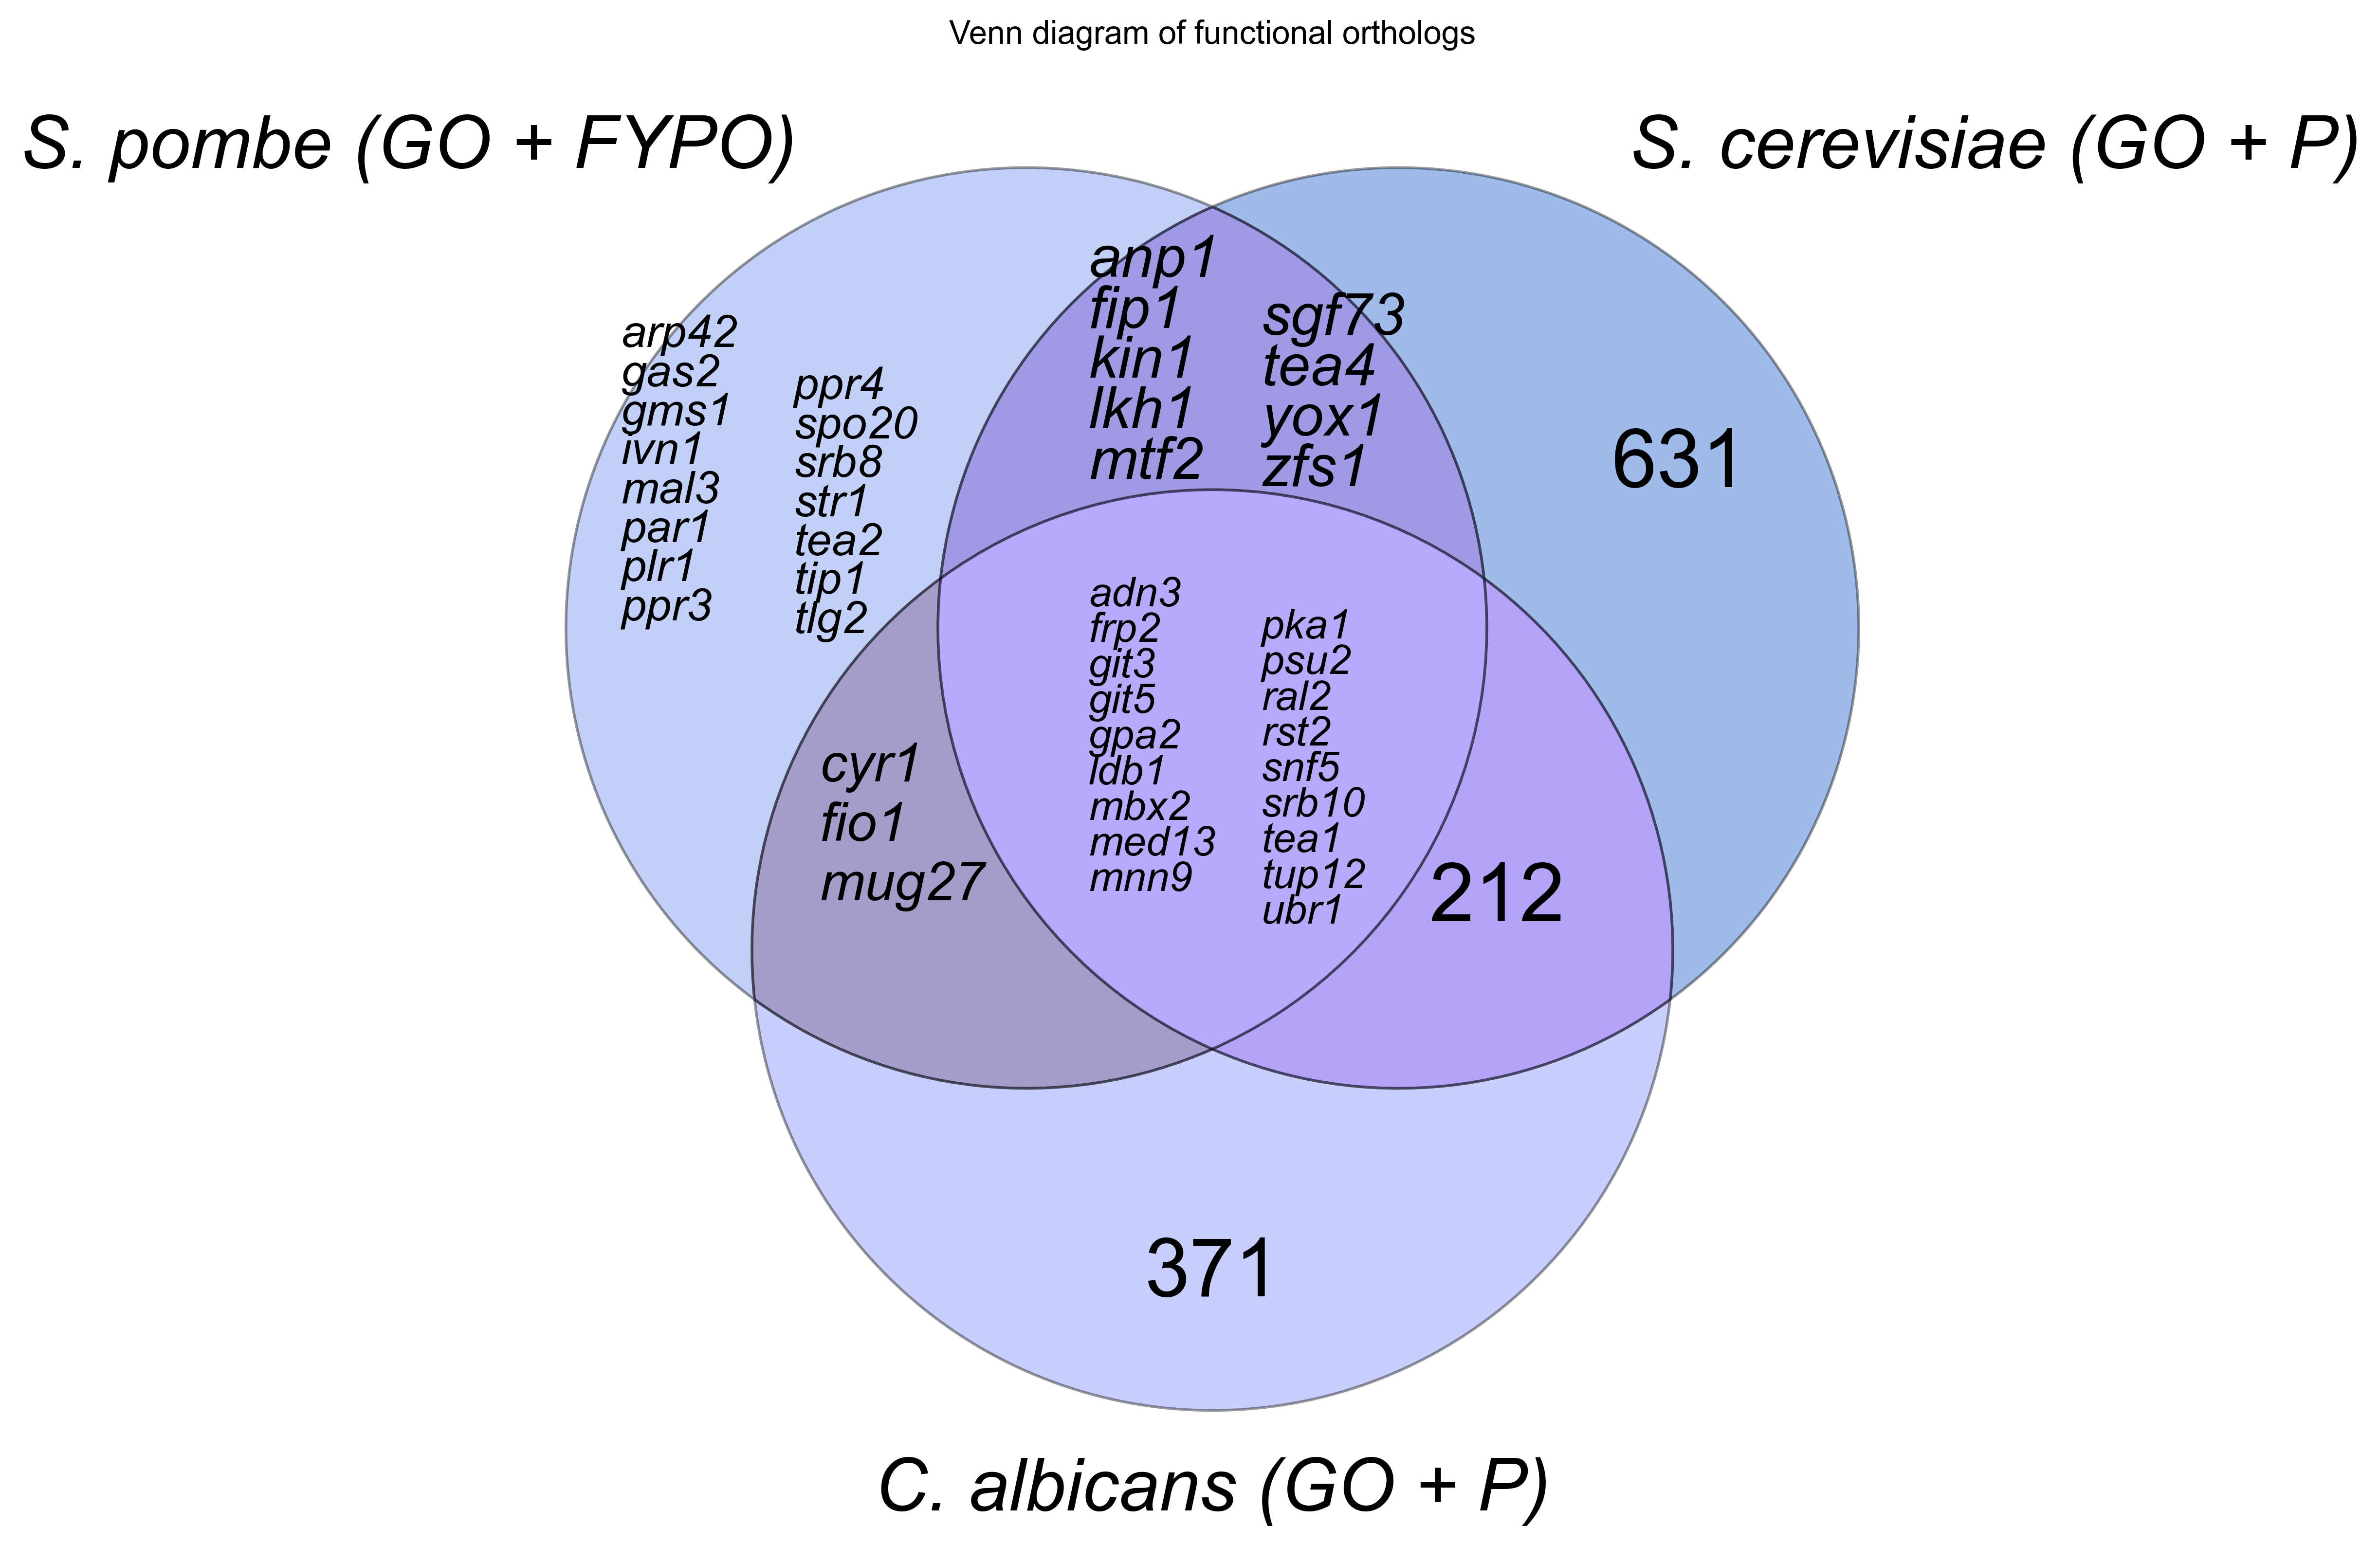 Venn diagram of functional orthologs
S. pombe (GO + FYPO)
S. cerevisiae (GO + P)
arp42
gas2
gms1
ivn1
mal3
par1
plr1
ppr3
ppr4
spo20
srb8
str1
tea2
tip1
tlg2
anp1
fip1
kin1
lkh1
mtf2
sgf73
tea4
yox1
zfs1
631
cyr1
fio1
mug27
adn3
frp2
git3
git5
gpa2
ldb1
mbx2
med13
mnn9
pka1
psu2
ral2
rst2
snf5
srb10
tea1
tup12
ubr1
212
371
C. albicans (GO + P)